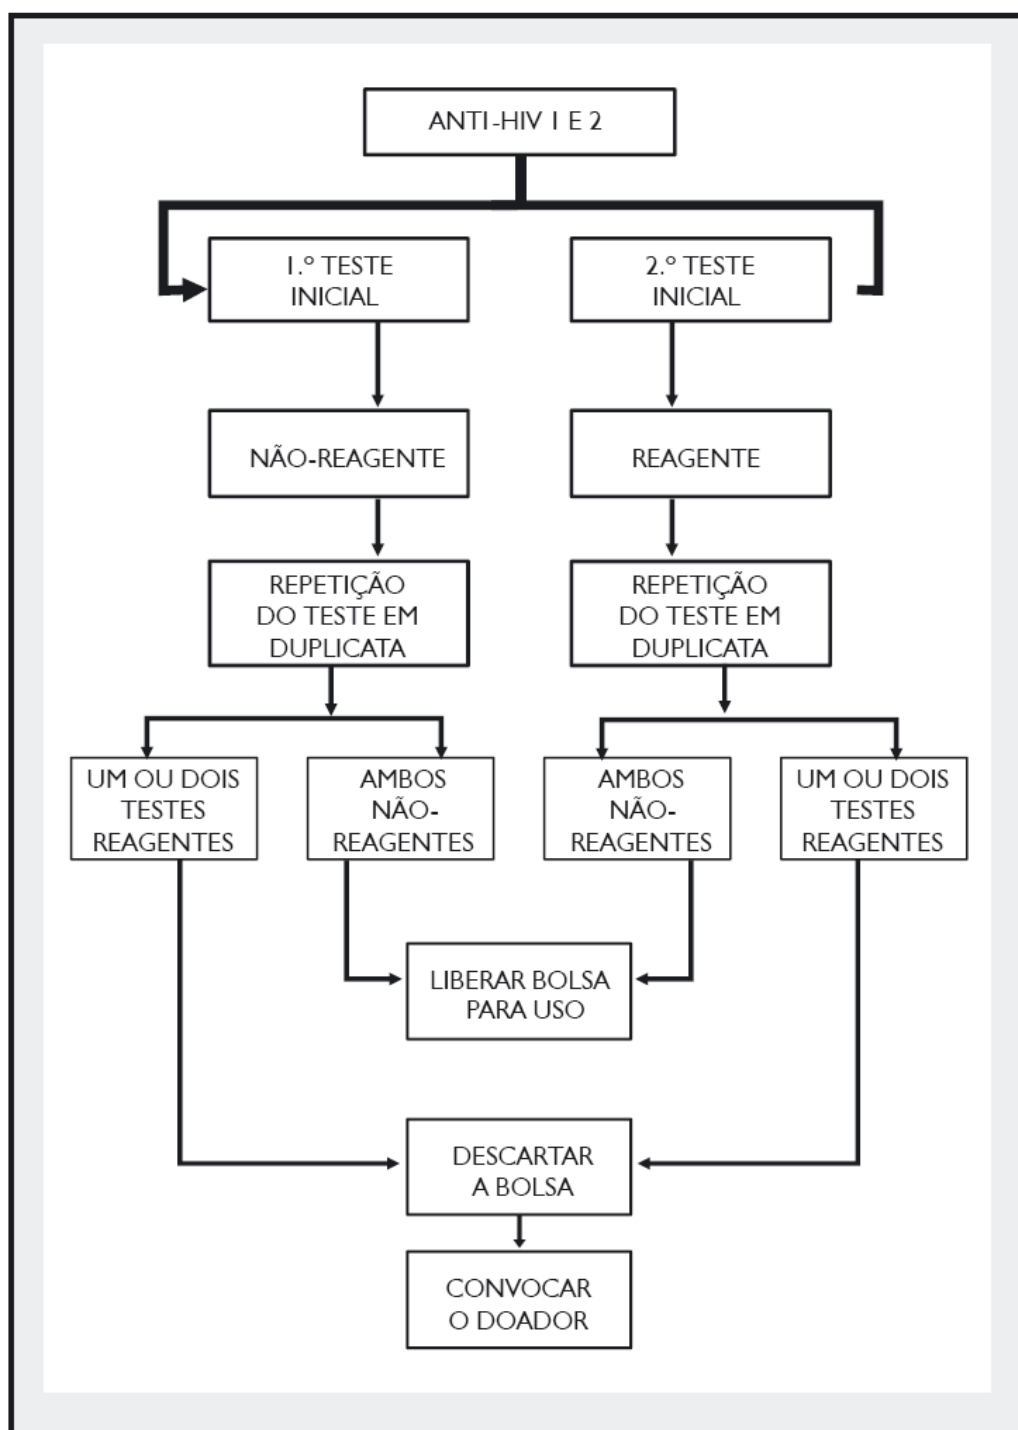 ANTI-HIV 1 E 2
1.º TESTE
INICIAL
2.º TESTE
INICIAL
NÃO-REAGENTE
REAGENTE
REPETIÇÃO
DO TESTE EM
DUPLICATA
REPETIÇÃO
DO TESTE EM
DUPLICATA
UM OU DOIS
TESTES
REAGENTES
AMBOS
NÃO-
REAGENTES
AMBOS
NÃO-
REAGENTES
UM OU DOIS
TESTES
REAGENTES
LIBERAR BOLSA
PARA USO
DESCARTAR
A BOLSA
CONVOCAR
O DOADOR